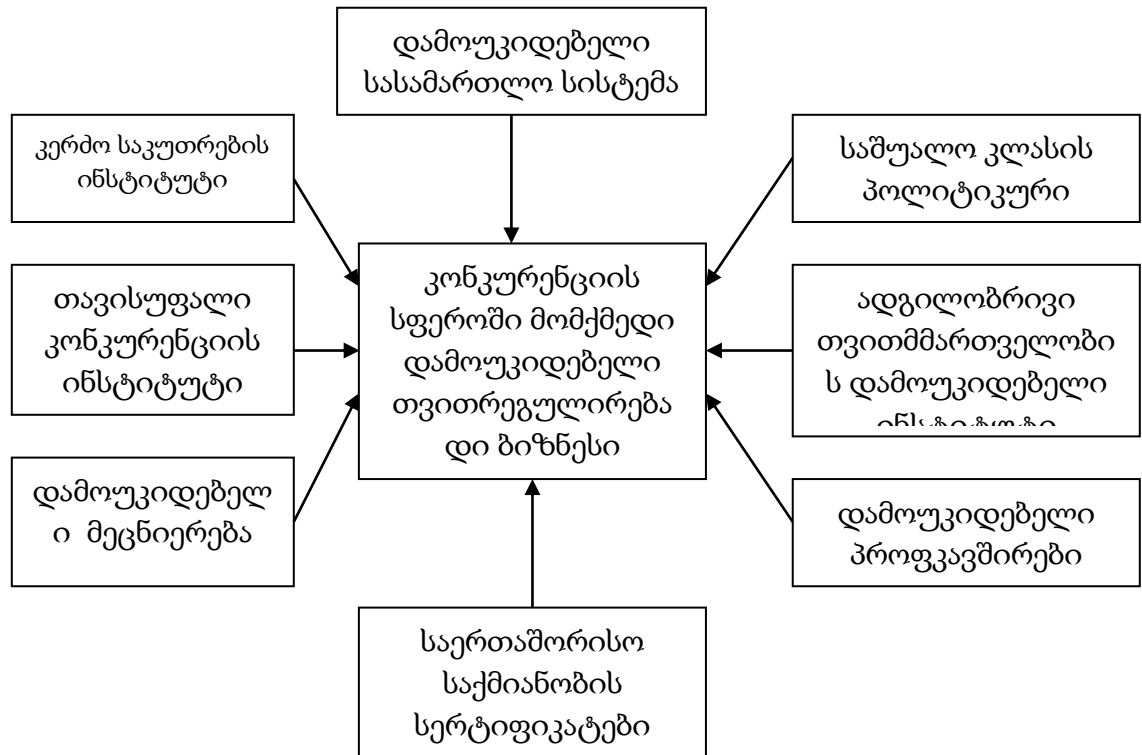 დამოუკიდებელი
სასამართლო სისტემა
კერძო საკუთრების
ინსტიტუტი
საშუალო კლასის
პოლიტიკური
თავისუფალი
კონკურენციის
ინსტიტუტი
კონკურენციის
სფეროში მომქმედი
დამოუკიდებელი
თვითრეგულირება
დი ბიზნესი
ადგილობრივი
თვითმმართველობი
ს დამოუკიდებელი
ინსტიტუტი
დამოუკიდებელ
ი მეცნიერება
დამოუკიდებელი
პროფკავშირები
საერთაშორისო
საქმიანობის
სერტიფიკატები